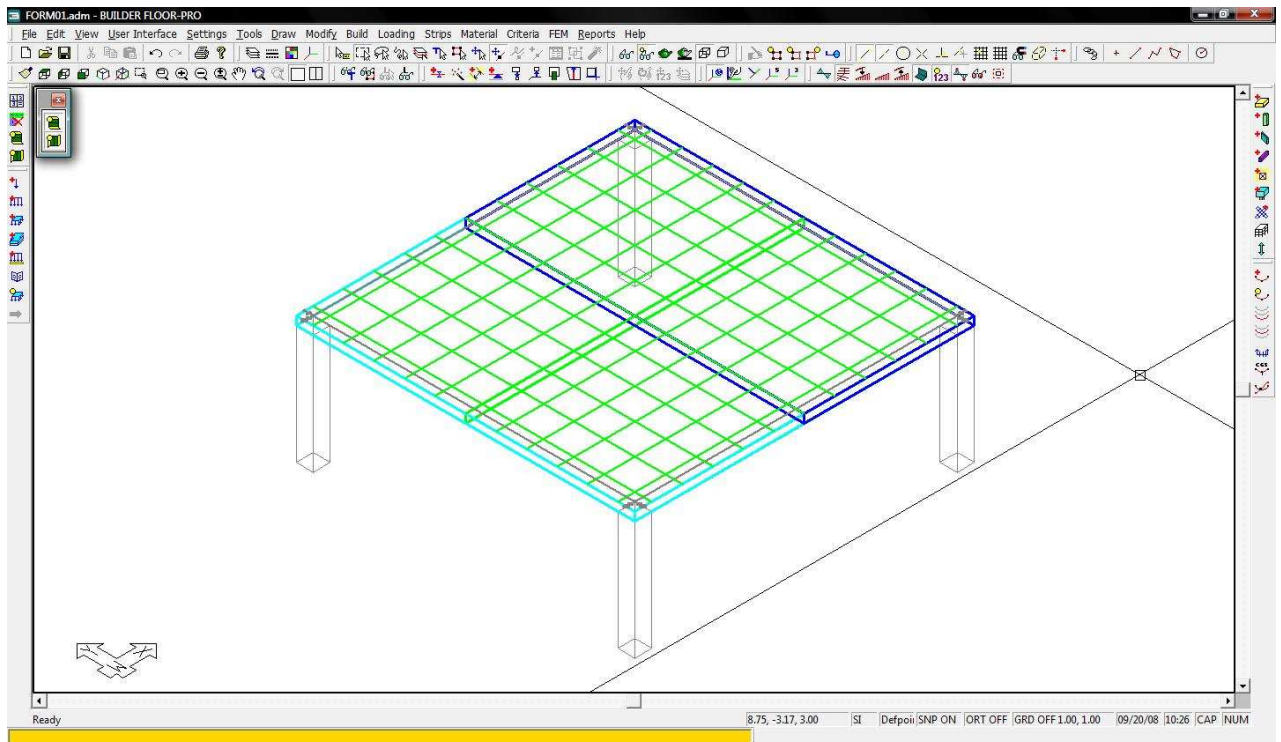 FORM01.adm - BUILDER FLOOR-PRO
File Edit View User Interface Settings Tools Draw Modify Build Loading Strips Material Criteria FEM Reports Help
Ready 8.75, -3.17, 3.00 SI Defpoii SNP ON ORT OFF GRD OFF 1.00, 1.00 09/20/08 10:26 CAP NUM